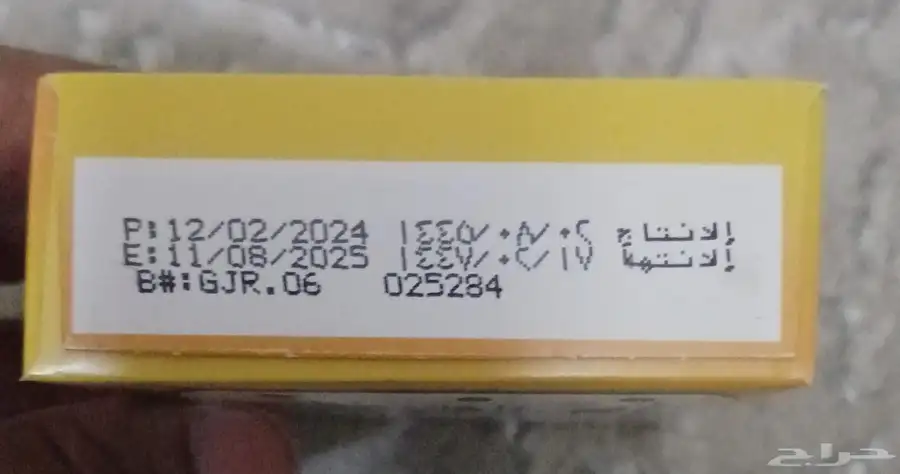 P:12/02/2024 ١٤٤٥/٠٨/٠٢ الانتاج
E:11/08/2025 ١٤٤٧/٠٢/١٧ الانتهاء
B#:GJR.06 025284
حراج